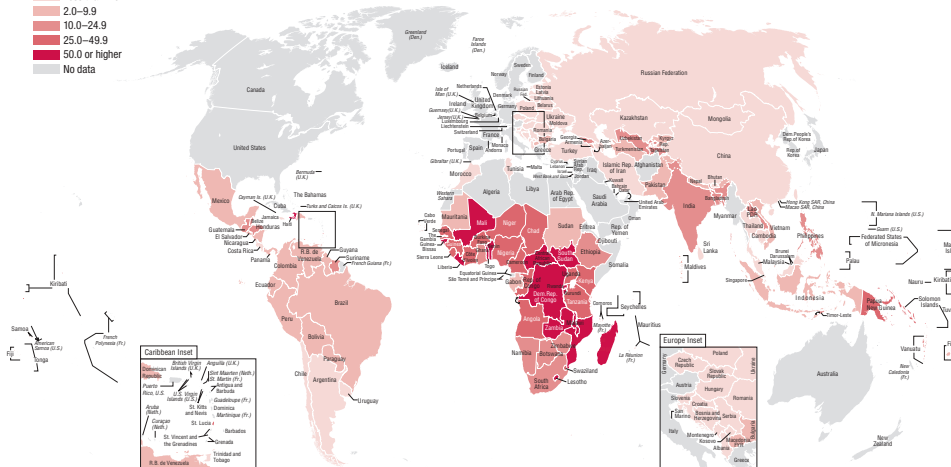 2.0–9.9
10.0–24.9
25.0–49.9
50.0 or higher
No data
Greenland
(Den.)
Faroe
Islands
(Den.)
Iceland
Norway
Sweden
Finland
Russian Federation
Canada
Isle of
Man (U.K.)
Netherlands
Denmark
Estonia
Latvia
Lithuania
Belarus
Ireland
United
Kingdom
Germany
Poland
Guernsey(U.K.)
Jersey(U.K.)
Belgium
Luxembourg
Liechtenstein
Switzerland
France
Ukraine
Moldova
Romania
Bulgaria
Kazakhstan
Mongolia
United States
Portugal
Spain
Monaco
Andorra
Greece
Turkey
Georgia
Armenia
Azer-
Uzbekistan
Turkmenistan
Kyrgyz
Rep.
Dem.People's
Rep.of Korea
Rep.of
Korea
Japan
China
Gibraltar (U.K.)
Tunisia
Malta
Cyprus
Lebanon
Israel
West Bank and Gaza
Syrian
Arab
Rep.
Iraq
Jordan
Islamic Rep.
of Iran
Afghanistan
Bermuda
(U.K.)
Morocco
Algeria
Libya
Arab Rep.
of Egypt
Kuwait
Bahrain
Qatar
Saudi
Arabia
United Arab
Emirates
Pakistan
Nepal
Bhutan
Bangladesh
India
Myanmar
Lao
PDR
Hong Kong SAR, China
Macao SAR, China
Mexico
Cayman Is. (U.K.)
The Bahamas
Cuba
Turks and Caicos Is. (U.K.)
Western
Sahara
Cabo
Verde
Mauritania
Mali
Niger
Chad
Sudan
Eritrea
Rep. of
Yemen
Oman
Djibouti
Thailand
Vietnam
Cambodia
Philippines
N. Mariana Islands (U.S.)
Guam (U.S.)
Federated States
of Micronesia
Belize
Jamaica
Haiti
Guatemala
Honduras
El Salvador
Nicaragua
Costa Rica
Panama
R.B. de
Venezuela
Guyana
Suriname
French Guiana (Fr.)
Colombia
Senegal
The
Gambia
Guinea-
Bissau
Sierra Leone
Liberia
Togo
Nigeria
South
Sudan
Ethiopia
Somalia
Sri
Lanka
Maldives
Brunei
Darussalam
Malaysia
Palau
Equatorial Guinea
São Tomé and Príncipe
Gabon
Uganda
Kenya
Singapore
Indonesia
Nauru
Kiribati
Solomon
Islands
Papua
New Guinea
Timor-Leste
Kiribati
Ecuador
Peru
Brazil
Bolivia
Paraguay
Chile
Argentina
Uruguay
Dem.Rep.
of Congo
Burundi
Tanzania
Comoros
Seychelles
Angola
Zambia
Mayotte
(Fr.)
Mauritius
La Réunion
(Fr.)
Zimbabwe
Namibia
Botswana
Swaziland
South
Africa
Lesotho
Samoa
American
Samoa (U.S.)
Fiji
Tonga
French
Polynesia (Fr.)
Vanuatu
New
Caledonia
(Fr.)
Australia
New
Zealand
Caribbean Inset
Dominican
Republic
British Virgin
Islands (U.K.)
Anguilla (U.K.)
Sint Maarten (Neth.)
St. Martin (Fr.)
Antigua and
Barbuda
Puerto
Rico, U.S.
U.S. Virgin
Islands (U.S.)
Guadeloupe (Fr.)
St. Kitts
and Nevis
Dominica
Martinique (Fr.)
Aruba
(Neth.)
Curaçao
(Neth.)
St. Lucia
Barbados
St. Vincent and
the Grenadines
Grenada
Trinidad and
Tobago
R.B. de Venezuela
Europe Inset
Germany
Poland
Czech
Republic
Slovak
Republic
Ukraine
Austria
Hungary
Slovenia
Croatia
Romania
San
Marino
Bosnia and
Herzegovina
Serbia
Italy
Montenegro
Kosovo
Bulgaria
Macedonia
FYR
Albania
Greece